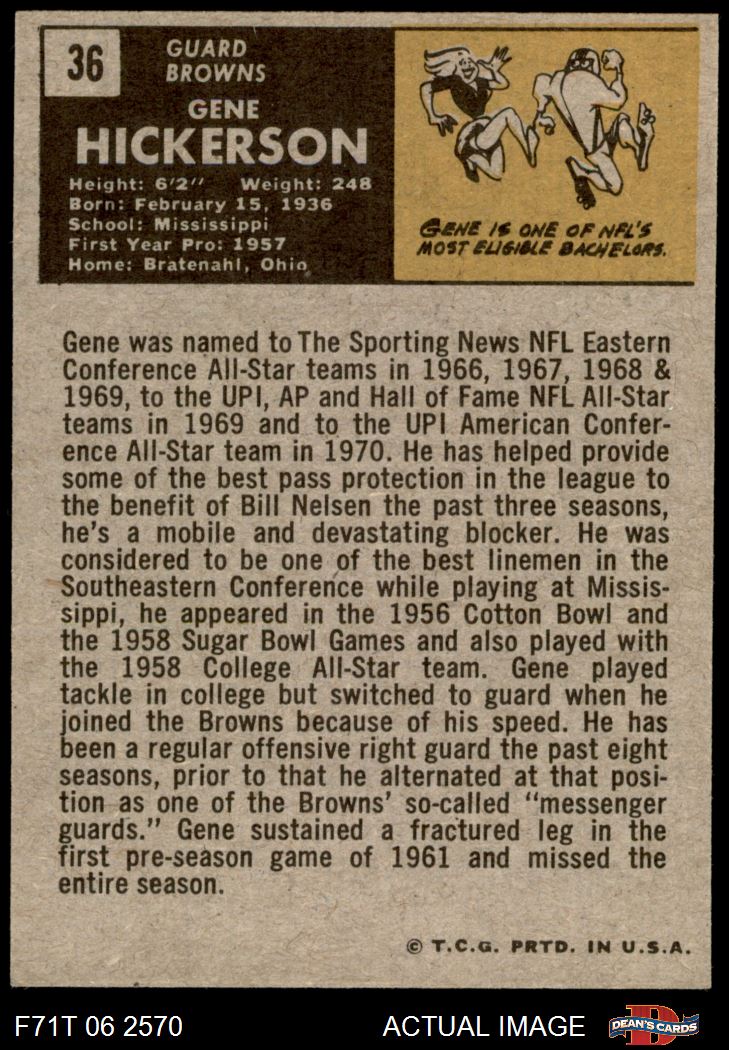 36
GUARD
BROWNS
GENE
HICKERSON
Height: 6'2" Weight: 248
Born: February 15, 1936
School: Mississippi
First Year Pro: 1957
Home: Bratenahl, Ohio
GENE IS ONE OF NFL'S
MOST ELIGIBLE BACHELORS.
Gene was named to The Sporting News NFL Eastern
Conference All-Star teams in 1966, 1967, 1968 &
1969, to the UPI, AP and Hall of Fame NFL All-Star
teams in 1969 and to the UPI American Confer-
ence All-Star team in 1970. He has helped provide
some of the best pass protection in the league to
the benefit of Bill Nelsen the past three seasons,
he's a mobile and devastating blocker. He was
considered to be one of the best linemen in the
Southeastern Conference while playing at Missis-
sippi, he appeared in the 1956 Cotton Bowl and
the 1958 Sugar Bowl Games and also played with
the 1958 College All-Star team. Gene played
tackle in college but switched to guard when he
joined the Browns because of his speed. He has
been a regular offensive right guard the past eight
seasons, prior to that he alternated at that posi-
tion as one of the Browns' so-called "messenger
guards." Gene sustained a fractured leg in the
first pre-season game of 1961 and missed the
entire season.
© T.C.G. PRTD. IN U.S.A.
F71T 06 2570
ACTUAL IMAGE
D
DEAN'S CARDS